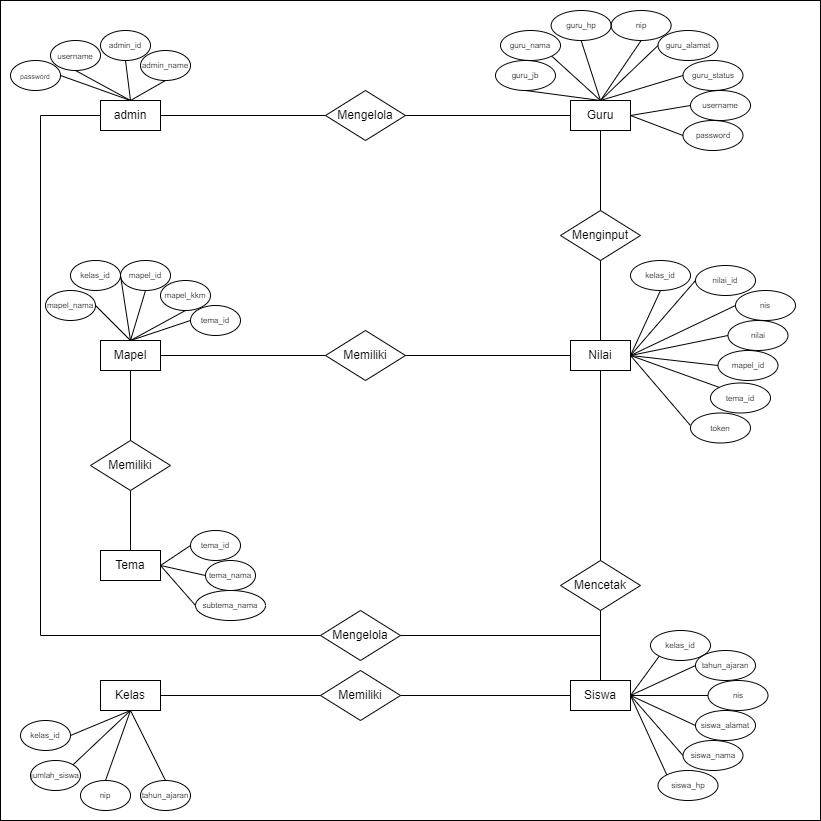 guru_hp
nip
admin_id
guru_nama
guru_alamat
username
admin_name
password
guru_jb
guru_status
username
admin
Mengelola
Guru
password
Menginput
kelas_id
mapel_id
kelas_id
nilai_id
mapel_nama
mapel_kkm
nis
tema_id
nilai
Mapel
Memiliki
Nilai
mapel_id
tema_id
token
Memiliki
tema_id
Tema
tema_nama
Mencetak
subtema_nama
Mengelola
kelas_id
tahun_ajaran
Kelas
Memiliki
Siswa
nis
kelas_id
siswa_alamat
jumlah_siswa
siswa_nama
nip
tahun_ajaran
siswa_hp